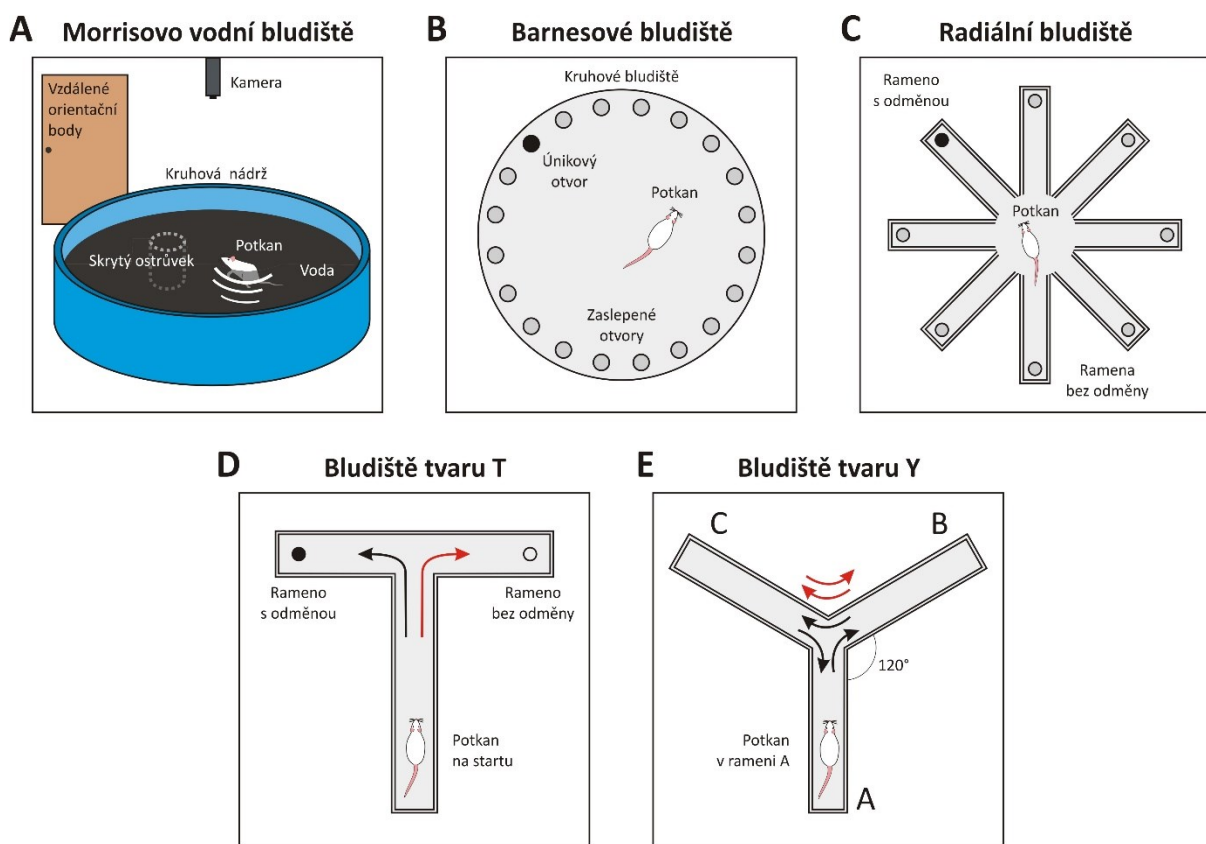 A Morrisovo vodní bludiště
Vzdálené
orientační
body
Kamera
Kruhová nádrž
Skrytý ostrůvek
Potkan
Voda
B Barnesové bludiště
Kruhové bludiště
Únikový
otvor
Potkan
Zaslepené
otvory
C Radiální bludiště
Rameno
s odměnou
Potkan
Ramena
bez odměny
D Bludiště tvaru T
Rameno
s odměnou
Rameno
bez odměny
Potkan
na startu
E Bludiště tvaru Y
C
B
120°
Potkan
v rameni A
A